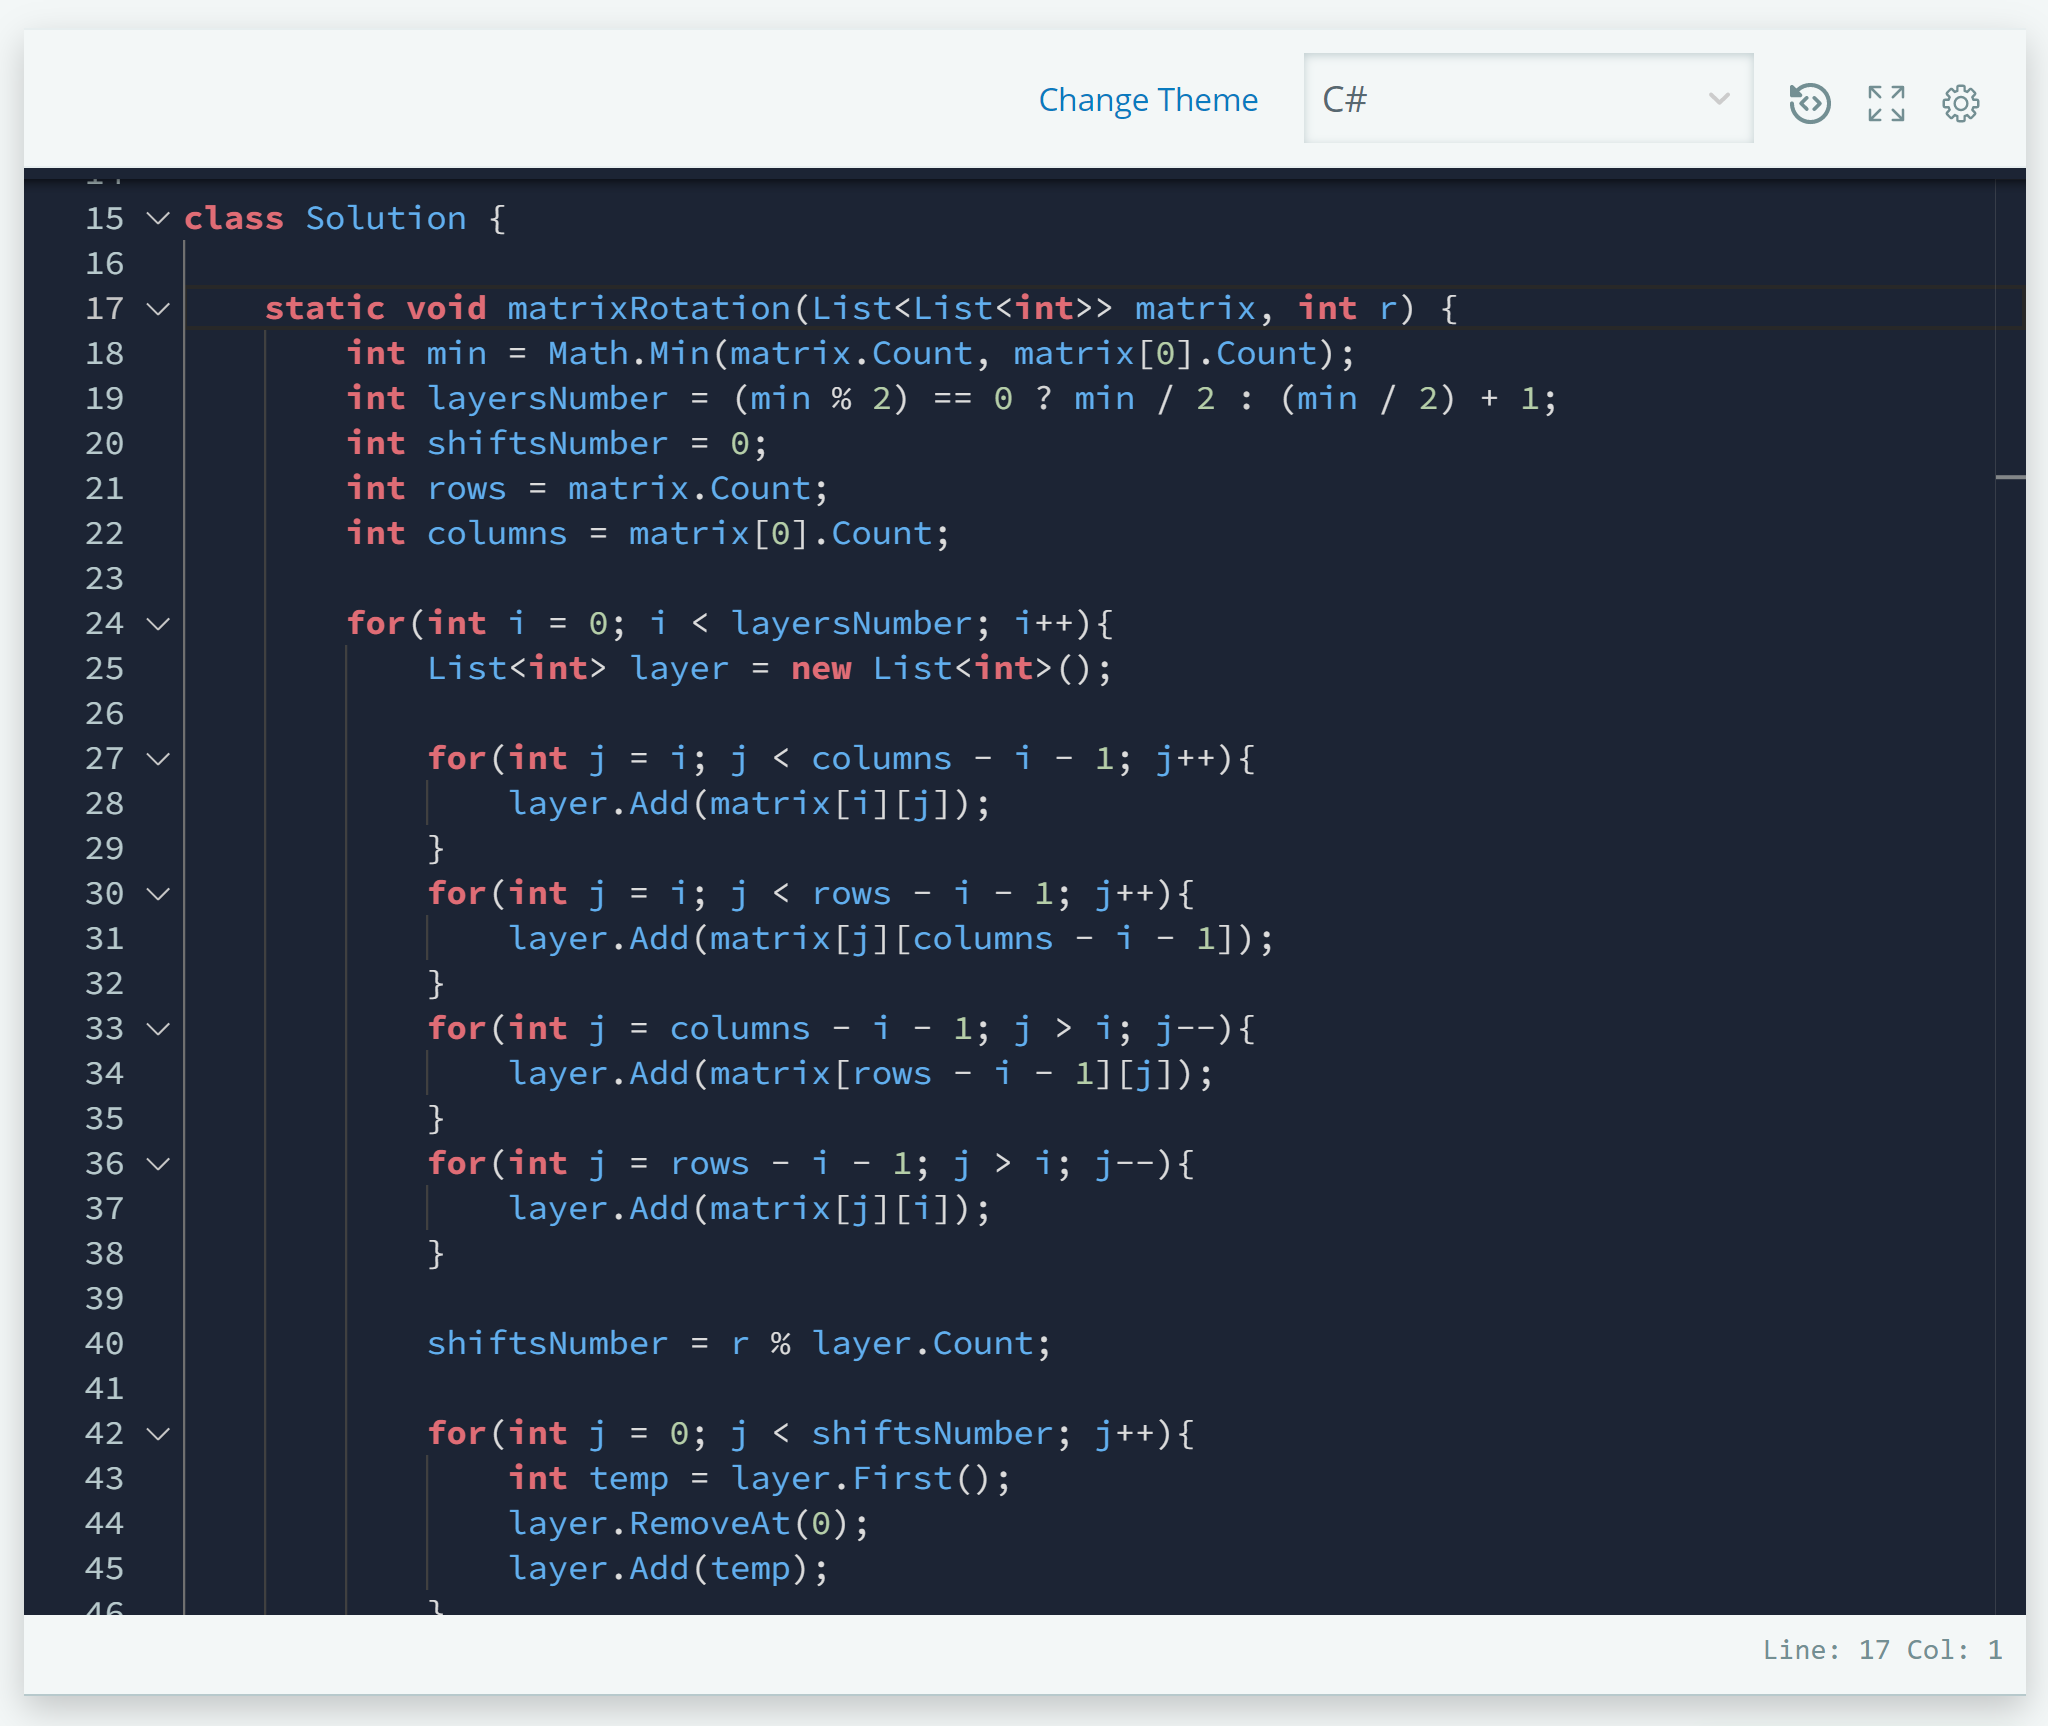 Change Theme C#
15 class Solution {
16
17 static void matrixRotation(List<List<int>> matrix, int r) {
18 int min = Math.Min(matrix.Count, matrix[0].Count);
19 int layersNumber = (min % 2) == 0 ? min / 2 : (min / 2) + 1;
20 int shiftsNumber = 0;
21 int rows = matrix.Count;
22 int columns = matrix[0].Count;
23
24 for(int i = 0; i < layersNumber; i++){
25 List<int> layer = new List<int>();
26
27 for(int j = i; j < columns - i - 1; j++){
28 layer.Add(matrix[i][j]);
29 }
30 for(int j = i; j < rows - i - 1; j++){
31 layer.Add(matrix[j][columns - i - 1]);
32 }
33 for(int j = columns - i - 1; j > i; j--){
34 layer.Add(matrix[rows - i - 1][j]);
35 }
36 for(int j = rows - i - 1; j > i; j--){
37 layer.Add(matrix[j][i]);
38 }
39
40 shiftsNumber = r % layer.Count;
41
42 for(int j = 0; j < shiftsNumber; j++){
43 int temp = layer.First();
44 layer.RemoveAt(0);
45 layer.Add(temp);
46 }
Line: 17 Col: 1